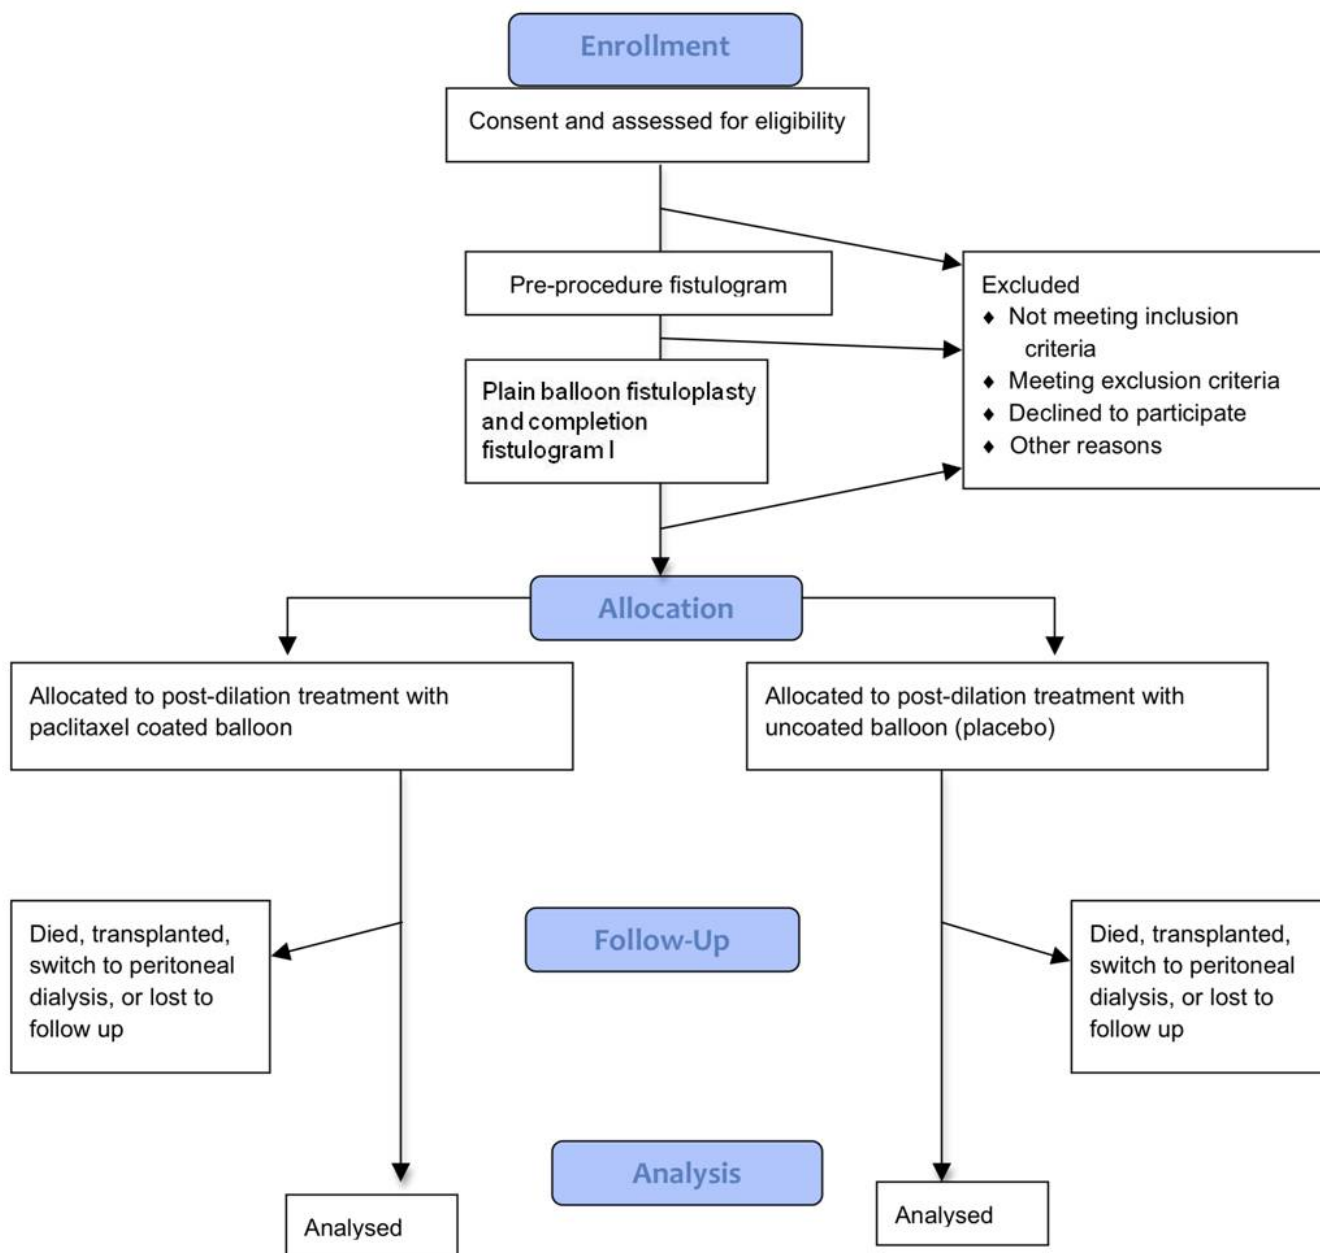 Enrollment
Consent and assessed for eligibility
Pre-procedure fistulogram
Excluded
♦ Not meeting inclusion
criteria
♦ Meeting exclusion criteria
♦ Declined to participate
♦ Other reasons
Plain balloon fistuloplasty
and completion
fistulogram I
Allocation
Allocated to post-dilation treatment with
paclitaxel coated balloon
Allocated to post-dilation treatment with
uncoated balloon (placebo)
Died, transplanted,
switch to peritoneal
dialysis, or lost to
follow up
Follow-Up
Died, transplanted,
switch to peritoneal
dialysis, or lost to
follow up
Analysis
Analysed
Analysed